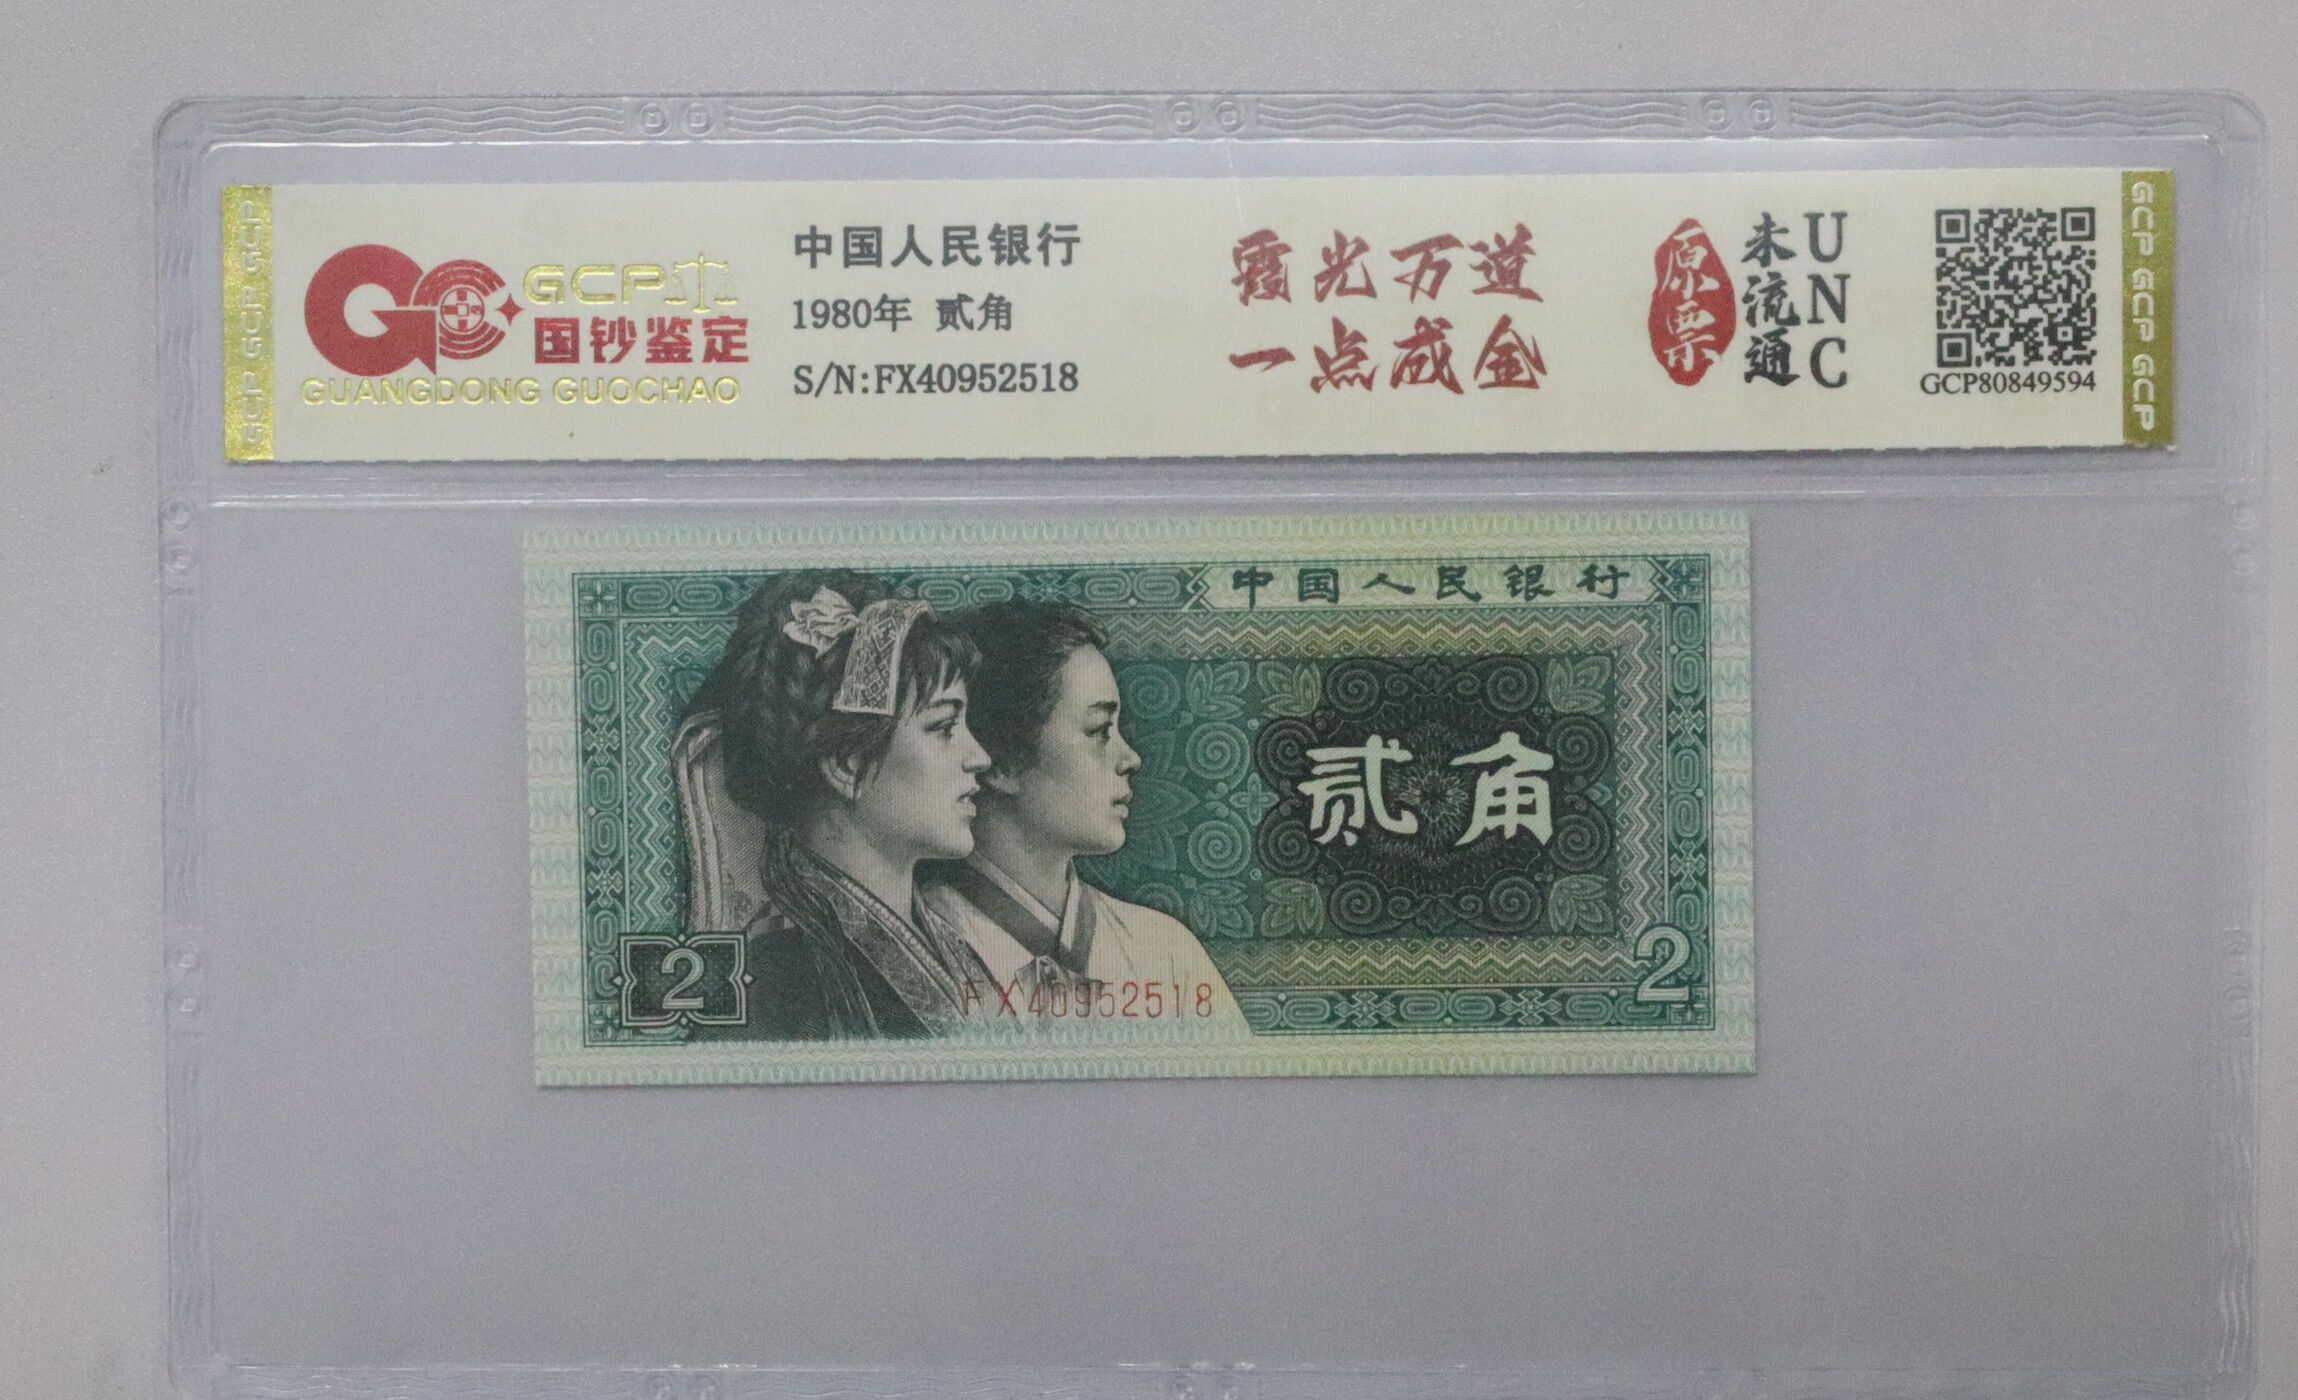 GCP GCP GCP
GCP
国钞鉴定
GUANGDONG GUOCHAO
中国人民银行
1980年 贰角
S/N:FX40952518
霞光万道
一点成金
原票
未流通
UNC
GCP80849594
GCP GCP GCP GCP
中国人民银行
贰角
2
FX40952518
2